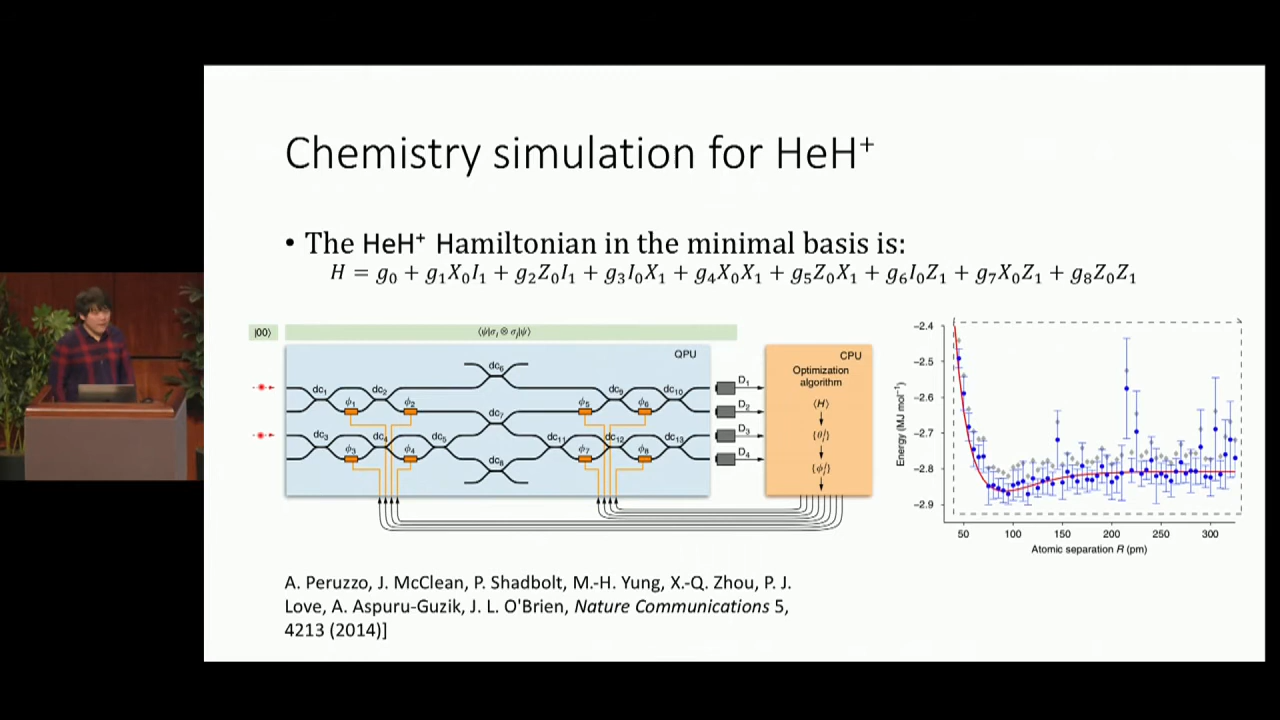 Chemistry simulation for HeH⁺
• The HeH⁺ Hamiltonian in the minimal basis is:
H = g₀ + g₁X₀I₁ + g₂Z₀I₁ + g₃I₀X₁ + g₄X₀X₁ + g₅Z₀X₁ + g₆I₀Z₁ + g₇X₀Z₁ + g₈Z₀Z₁
|00⟩
⟨ψ|σᵢ ⊗ σⱼ|ψ⟩
QPU
dc₆
dc₁ dc₂ dc₉ dc₁₀
ϕ₁ ϕ₂ ϕ₅ ϕ₆
dc₇
dc₃ dc₄ dc₅ dc₁₁ dc₁₂ dc₁₃
ϕ₃ ϕ₄ ϕ₇ ϕ₈
dc₈
D₁
D₂
D₃
D₄
CPU
Optimization
algorithm
⟨H⟩
−2.4
−2.5
−2.6
−2.7
−2.8
−2.9
Energy (MJ mol⁻¹)
50 100 150 200 250 300
Atomic separation R (pm)
A. Peruzzo, J. McClean, P. Shadbolt, M.-H. Yung, X.-Q. Zhou, P. J.
Love, A. Aspuru-Guzik, J. L. O'Brien, Nature Communications 5,
4213 (2014)]